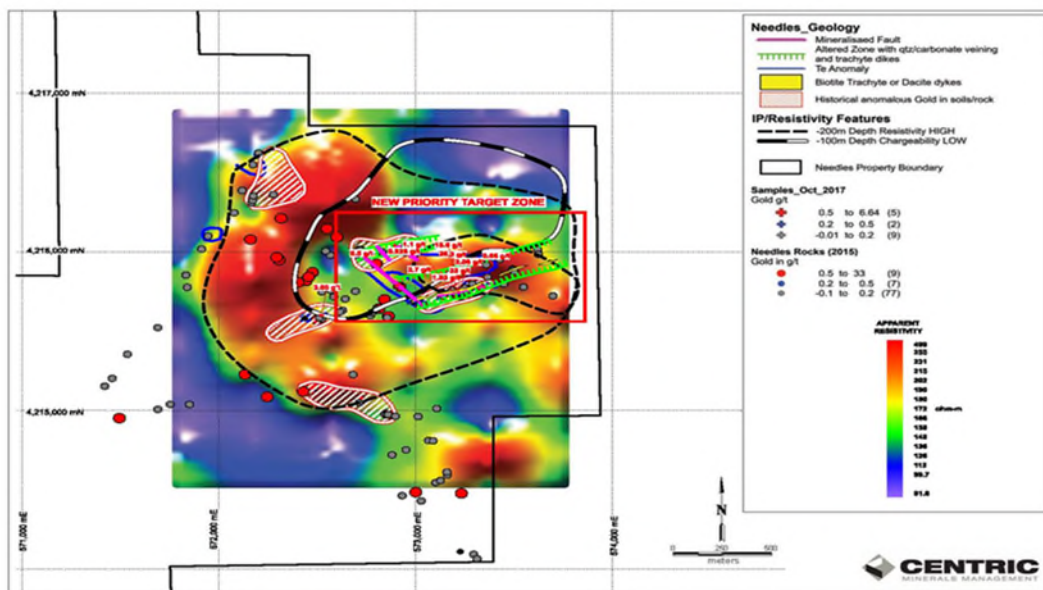 Needles_Geology
Mineralisaed Fault
Altered Zone with qtz/carbonate veining
and trachyte dikes
Te Anomaly
Biotite Trachyte or Dacite dykes
Historical anomalous Gold in soils/rock
IP/Resistivity Features
-200m Depth Resistivity HIGH
-100m Depth Chargeability LOW
Needles Property Boundary
Samples_Oct_2017
Gold g/t
0.5 to 6.64 (5)
0.2 to 0.5 (2)
-0.01 to 0.2 (9)
Needles Rocks (2015)
Gold in g/t
0.5 to 33 (9)
0.2 to 0.5 (7)
-0.1 to 0.2 (77)
APPARENT
RESISTIVITY
4,217,000 mN
NEW PRIORITY TARGET ZONE
4,216,000 mN
4,215,000 mN
571,000 mE
572,000 mE
573,000 mE
574,000 mE
N
0 250 500
meters
CENTRIC
MINERALS MANAGEMENT